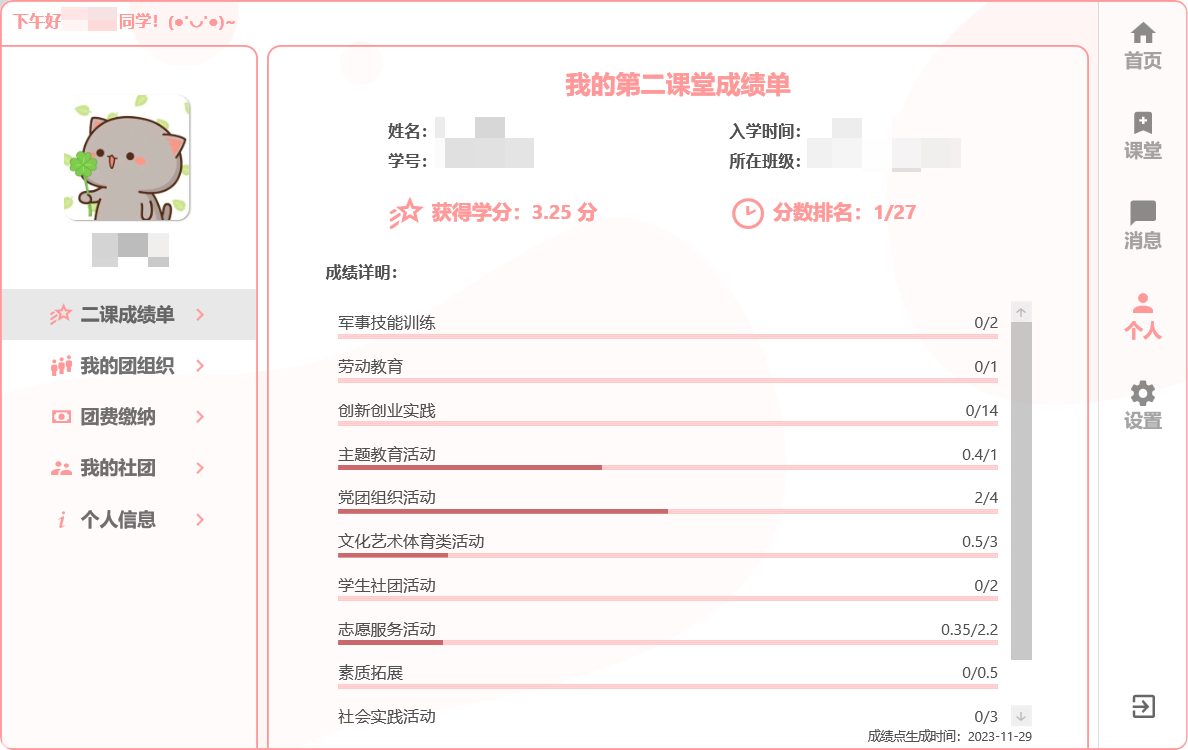 下午好 同学!(●˙ᴗ˙●)~
二课成绩单
我的团组织
团费缴纳
我的社团
个人信息
我的第二课堂成绩单
姓名: 入学时间:
学号: 所在班级:
获得学分:3.25 分 分数排名:1/27
成绩详明:
军事技能训练 0/2
劳动教育 0/1
创新创业实践 0/14
主题教育活动 0.4/1
党团组织活动 2/4
文化艺术体育类活动 0.5/3
学生社团活动 0/2
志愿服务活动 0.35/2.2
素质拓展 0/0.5
社会实践活动 0/3
成绩点生成时间:2023-11-29
首页
课堂
消息
个人
设置